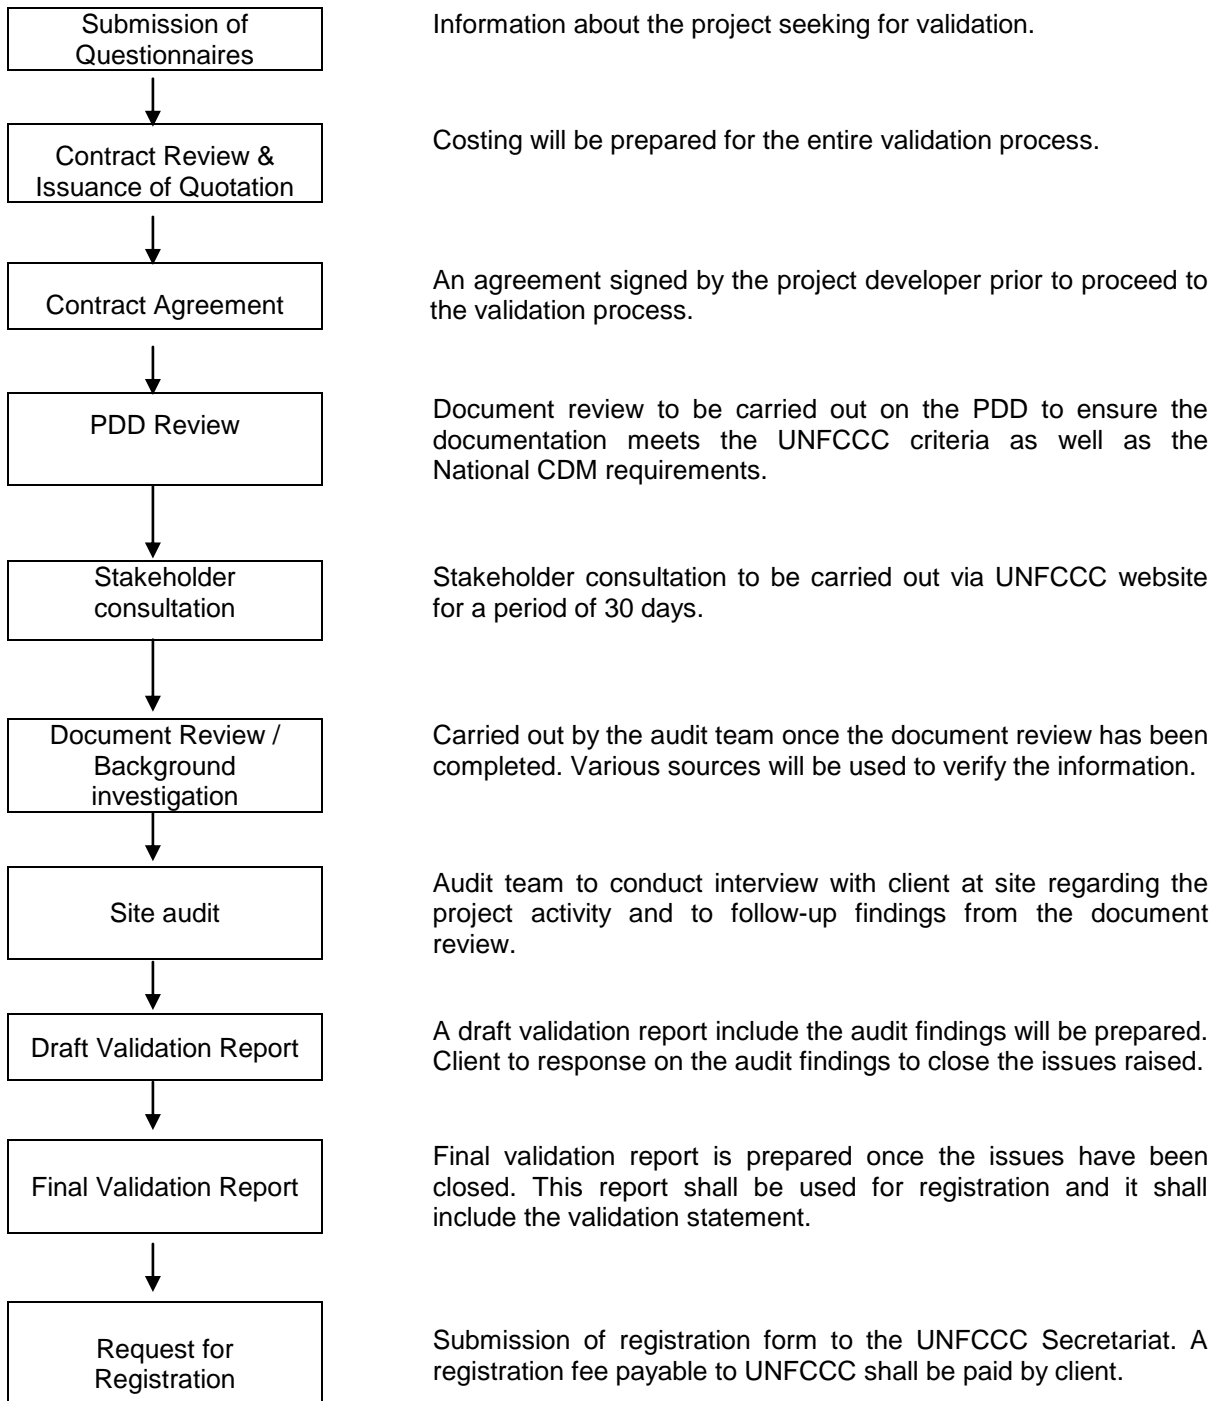 Submission of
Questionnaires
Information about the project seeking for validation.
Contract Review &
Issuance of Quotation
Costing will be prepared for the entire validation process.
Contract Agreement
An agreement signed by the project developer prior to proceed to
the validation process.
PDD Review
Document review to be carried out on the PDD to ensure the
documentation meets the UNFCCC criteria as well as the
National CDM requirements.
Stakeholder
consultation
Stakeholder consultation to be carried out via UNFCCC website
for a period of 30 days.
Document Review /
Background
investigation
Carried out by the audit team once the document review has been
completed. Various sources will be used to verify the information.
Site audit
Audit team to conduct interview with client at site regarding the
project activity and to follow-up findings from the document
review.
Draft Validation Report
A draft validation report include the audit findings will be prepared.
Client to response on the audit findings to close the issues raised.
Final Validation Report
Final validation report is prepared once the issues have been
closed. This report shall be used for registration and it shall
include the validation statement.
Request for
Registration
Submission of registration form to the UNFCCC Secretariat. A
registration fee payable to UNFCCC shall be paid by client.